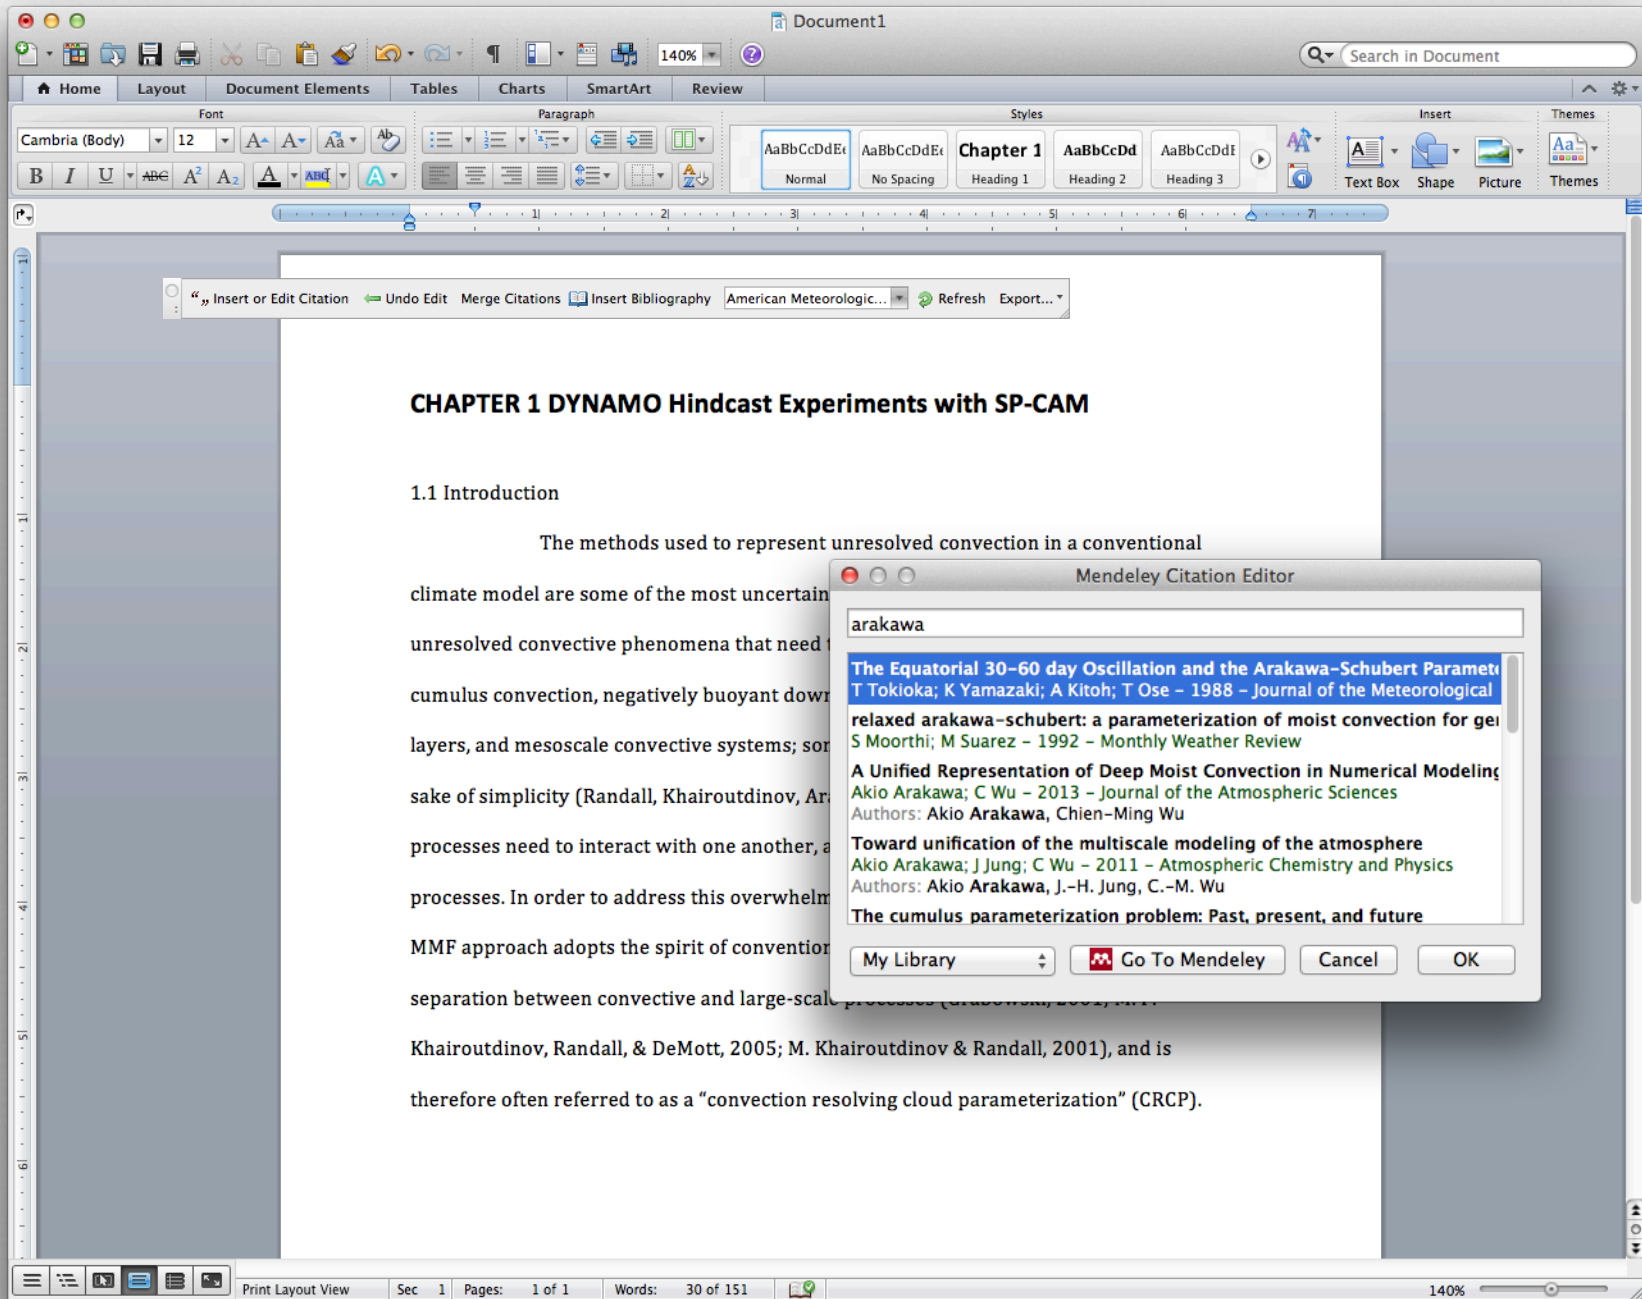 Document1
140%
Search in Document
Home Layout Document Elements Tables Charts SmartArt Review
Font Paragraph Styles Insert Themes
Cambria (Body) 12
AaBbCcDdEe AaBbCcDdEe Chapter 1 AaBbCcDd AaBbCcDdE
Normal No Spacing Heading 1 Heading 2 Heading 3
Text Box Shape Picture Themes
Insert or Edit Citation Undo Edit Merge Citations Insert Bibliography American Meteorologic... Refresh Export...
CHAPTER 1 DYNAMO Hindcast Experiments with SP-CAM
1.1 Introduction
The methods used to represent unresolved convection in a conventional
climate model are some of the most uncertain
unresolved convective phenomena that need
cumulus convection, negatively buoyant
layers, and mesoscale convective systems;
sake of simplicity (Randall, Khairoutdinov,
processes need to interact with one another,
processes. In order to address this
MMF approach adopts the spirit of
separation between convective and large-scale processes (Grabowski, 2001; M. F.
Khairoutdinov, Randall, & DeMott, 2005; M. Khairoutdinov & Randall, 2001), and is
therefore often referred to as a “convection resolving cloud parameterization” (CRCP).
Mendeley Citation Editor
arakawa
The Equatorial 30-60 day Oscillation and the Arakawa-Schubert Paramete
T Tokioka; K Yamazaki; A Kitoh; T Ose - 1988 - Journal of the Meteorological
relaxed arakawa-schubert: a parameterization of moist convection for
S Moorthi; M Suarez - 1992 - Monthly Weather Review
A Unified Representation of Deep Moist Convection in Numerical Modeling
Akio Arakawa; C Wu - 2013 - Journal of the Atmospheric Sciences
Authors: Akio Arakawa, Chien-Ming Wu
Toward unification of the multiscale modeling of the atmosphere
Akio Arakawa; J Jung; C Wu - 2011 - Atmospheric Chemistry and Physics
Authors: Akio Arakawa, J.-H. Jung, C.-M. Wu
The cumulus parameterization problem: Past, present, and future
My Library Go To Mendeley Cancel OK
Print Layout View Sec 1 Pages: 1 of 1 Words: 30 of 151 140%